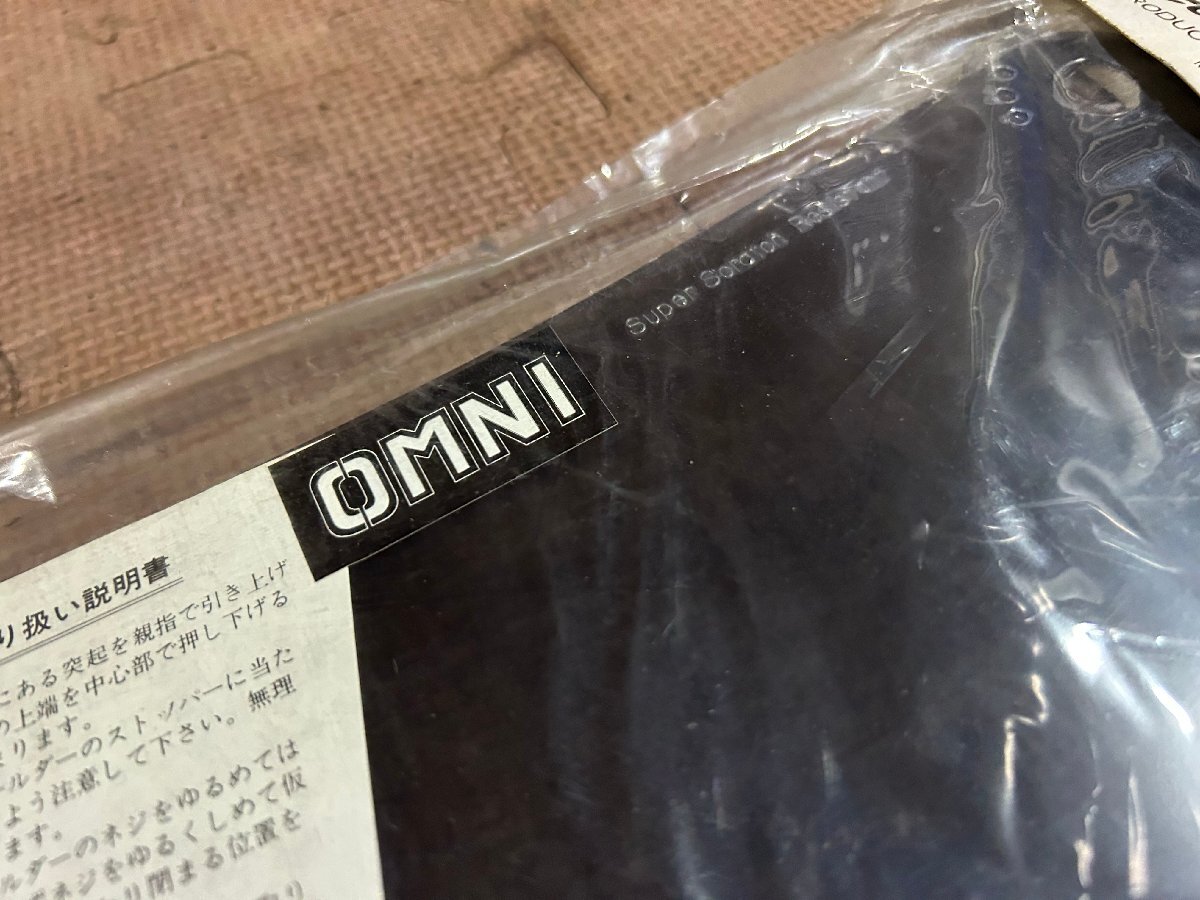 RODUC
Super
OMNI
り扱い説明書
にある突起を親指で引き上げ
の上端を中心部で押し下げる
ります。
ルダーのストッパーに当た
よう注意して下さい。無理
ます。
ルダーのネジをゆるめては
ネジをゆるくしめて仮
り閉まる位置を